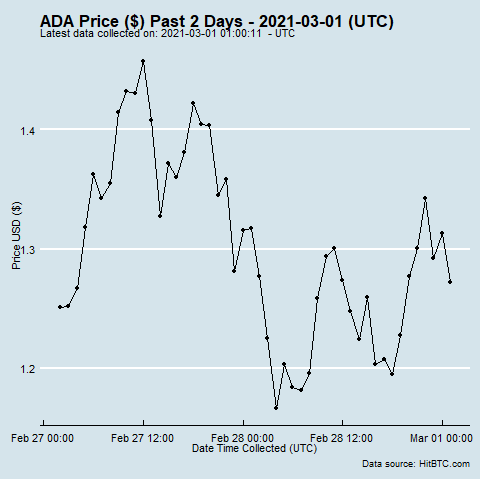 ADA Price ($) Past 2 Days - 2021-03-01 (UTC)
Latest data collected on: 2021-03-01 01:00:11 - UTC
1.4
1.3
1.2
Price USD ($)
Feb 27 00:00 Feb 27 12:00 Feb 28 00:00 Feb 28 12:00 Mar 01 00:00
Date Time Collected (UTC)
Data source: HitBTC.com